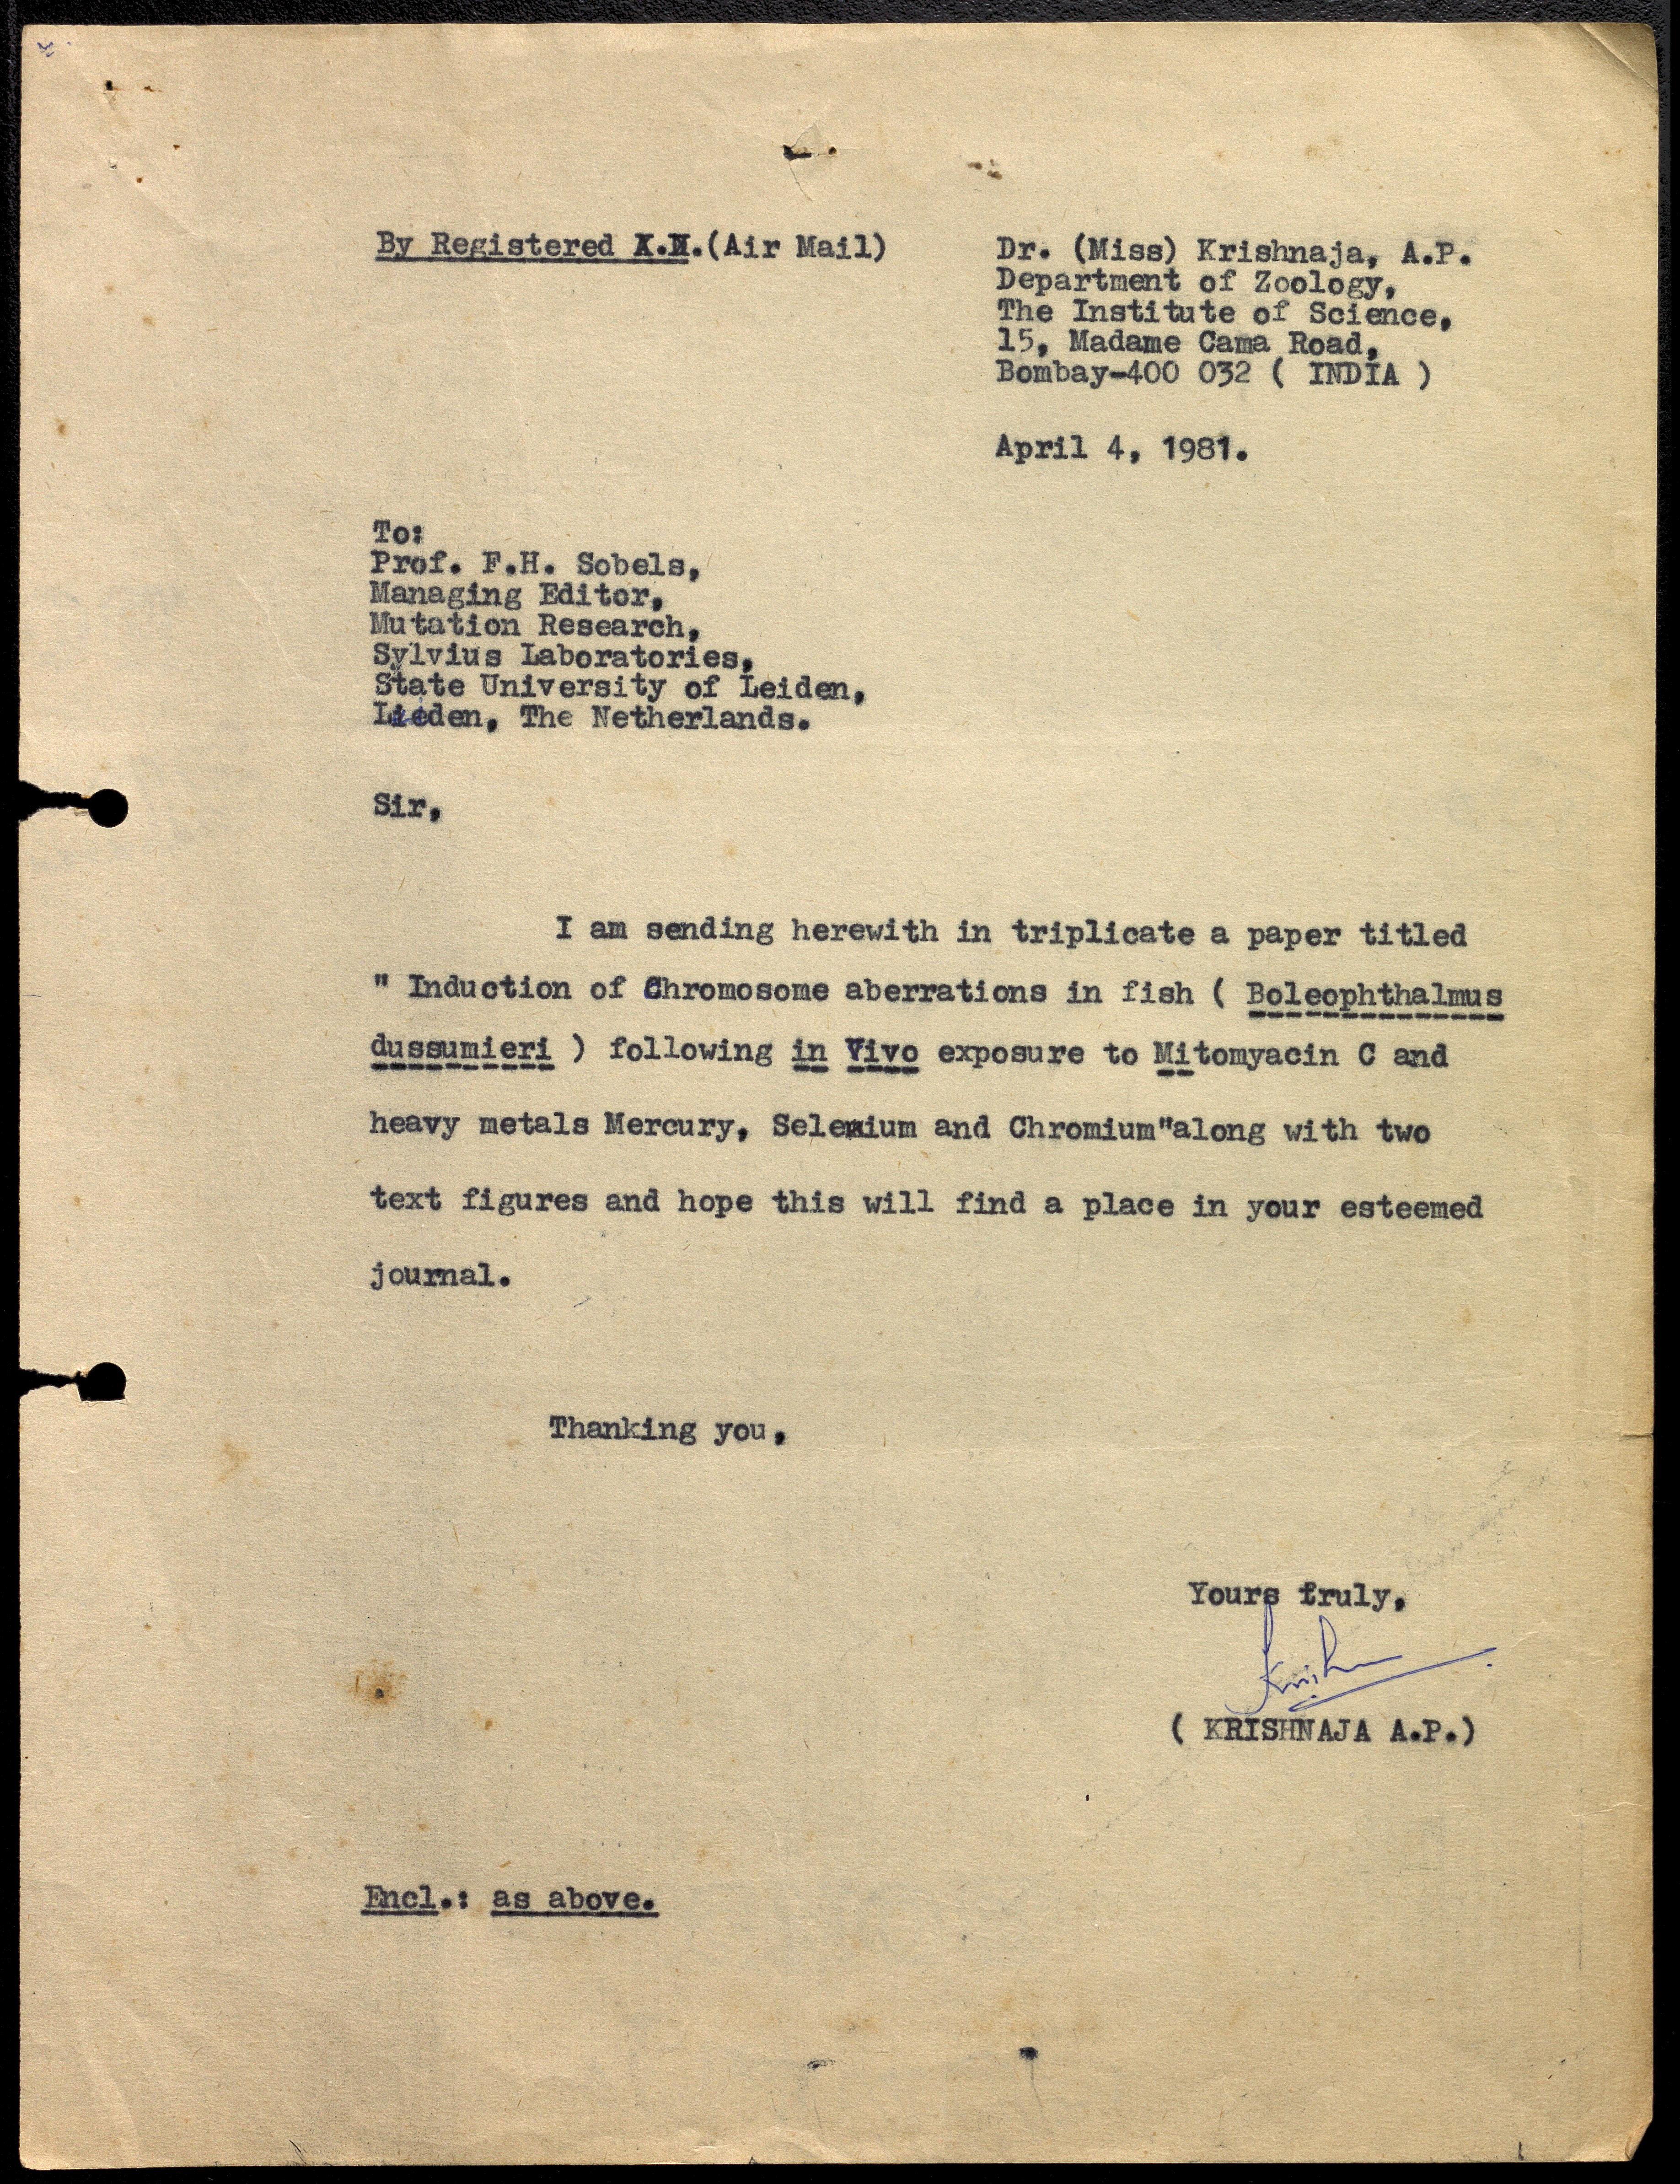 By Registered X.X.(Air Mail)
Dr. (Miss) Krishnaja, A.P.
Department of Zoology,
The Institute of Science,
15, Madame Cama Road,
Bombay-400 032 ( INDIA )
April 4, 1981.
To:
Prof. F.H. Sobels,
Managing Editor,
Mutation Research,
Sylvius Laboratories,
State University of Leiden,
Lieden, The Netherlands.
Sir,
I am sending herewith in triplicate a paper titled
" Induction of Chromosome aberrations in fish ( Boleophthalmus
dussumieri ) following in Vivo exposure to Mitomyacin C and
heavy metals Mercury, Selenium and Chromium"along with two
text figures and hope this will find a place in your esteemed
journal.
Thanking you,
Yours truly,
Krish
( KRISHNAJA A.P.)
Encl.: as above.